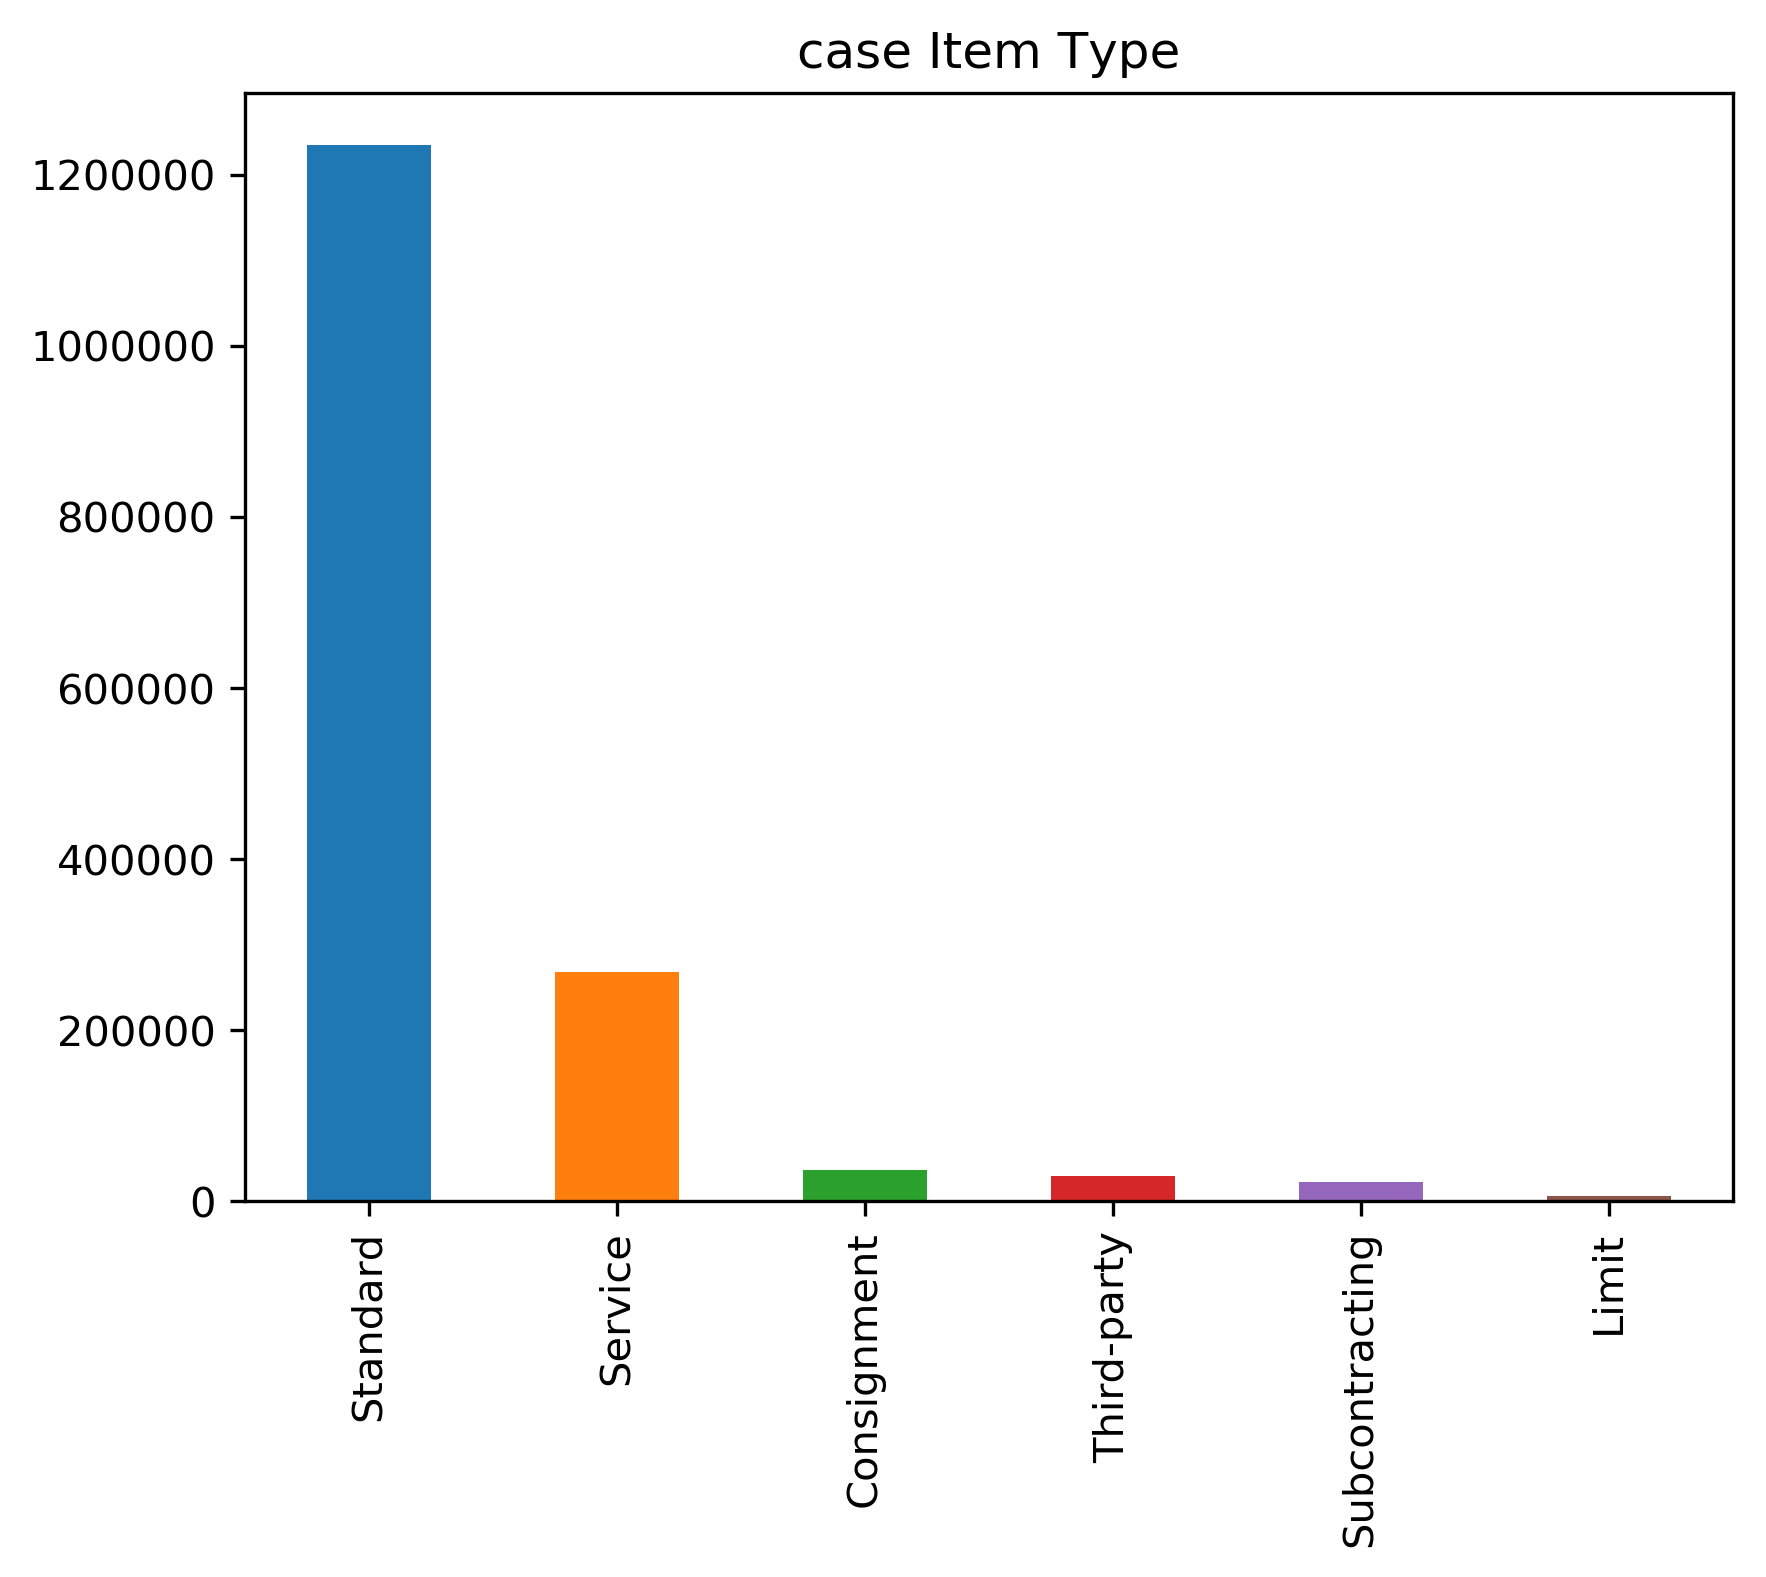 case Item Type
1200000
1000000
800000
600000
400000
200000
0
Standard
Service
Consignment
Third-party
Subcontracting
Limit